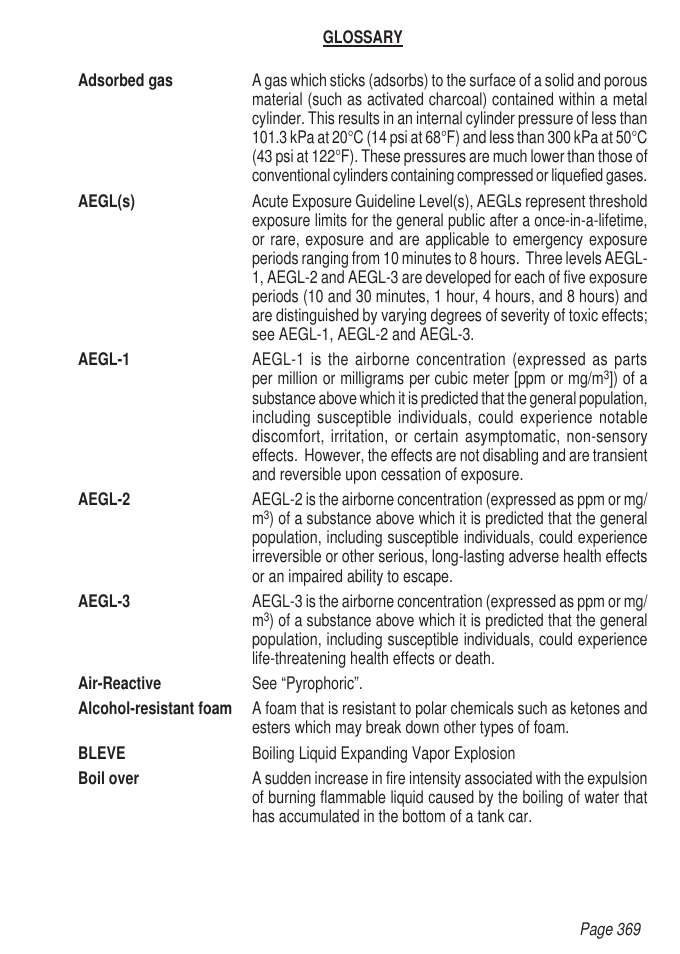 GLOSSARY
Adsorbed gas A gas which sticks (adsorbs) to the surface of a solid and porous
material (such as activated charcoal) contained within a metal
cylinder. This results in an internal cylinder pressure of less than
101.3 kPa at 20°C (14 psi at 68°F) and less than 300 kPa at 50°C
(43 psi at 122°F). These pressures are much lower than those of
conventional cylinders containing compressed or liquefied gases.
AEGL(s) Acute Exposure Guideline Level(s), AEGLs represent threshold
exposure limits for the general public after a once-in-a-lifetime,
or rare, exposure and are applicable to emergency exposure
periods ranging from 10 minutes to 8 hours.  Three levels AEGL-
1, AEGL-2 and AEGL-3 are developed for each of five exposure
periods (10 and 30 minutes, 1 hour, 4 hours, and 8 hours) and
are distinguished by varying degrees of severity of toxic effects;
see AEGL-1, AEGL-2 and AEGL-3.
AEGL-1 AEGL-1 is the airborne concentration (expressed as parts
per million or milligrams per cubic meter [ppm or mg/m³]) of a
substance above which it is predicted that the general population,
including susceptible individuals, could experience notable
discomfort, irritation, or certain asymptomatic, non-sensory
effects.  However, the effects are not disabling and are transient
and reversible upon cessation of exposure.
AEGL-2 AEGL-2 is the airborne concentration (expressed as ppm or mg/
m³) of a substance above which it is predicted that the general
population, including susceptible individuals, could experience
irreversible or other serious, long-lasting adverse health effects
or an impaired ability to escape.
AEGL-3 AEGL-3 is the airborne concentration (expressed as ppm or mg/
m³) of a substance above which it is predicted that the general
population, including susceptible individuals, could experience
life-threatening health effects or death.
Air-Reactive See “Pyrophoric”.
Alcohol-resistant foam A foam that is resistant to polar chemicals such as ketones and
esters which may break down other types of foam.
BLEVE Boiling Liquid Expanding Vapor Explosion
Boil over A sudden increase in fire intensity associated with the expulsion
of burning flammable liquid caused by the boiling of water that
has accumulated in the bottom of a tank car.
Page 369